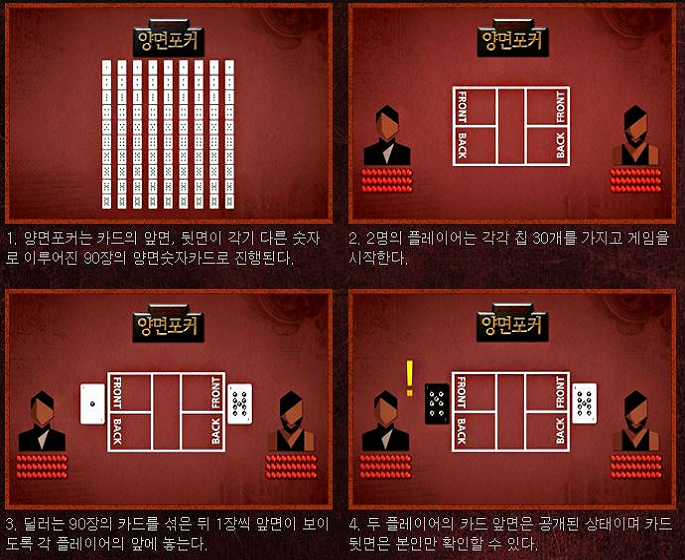 양면포커
1. 양면포커는 카드의 앞면, 뒷면이 각기 다른 숫자
로 이루어진 90장의 양면숫자카드로 진행된다.
양면포커
FRONT
FRONT
BACK
BACK
2. 2명의 플레이어는 각각 칩 30개를 가지고 게임을
시작한다.
양면포커
FRONT
FRONT
BACK
BACK
3. 딜러는 90장의 카드를 섞은 뒤 1장씩 앞면이 보이
도록 각 플레이어의 앞에 놓는다.
양면포커
!
FRONT
FRONT
BACK
BACK
4. 두 플레이어의 카드 앞면은 공개된 상태이며 카드
뒷면은 본인만 확인할 수 있다.